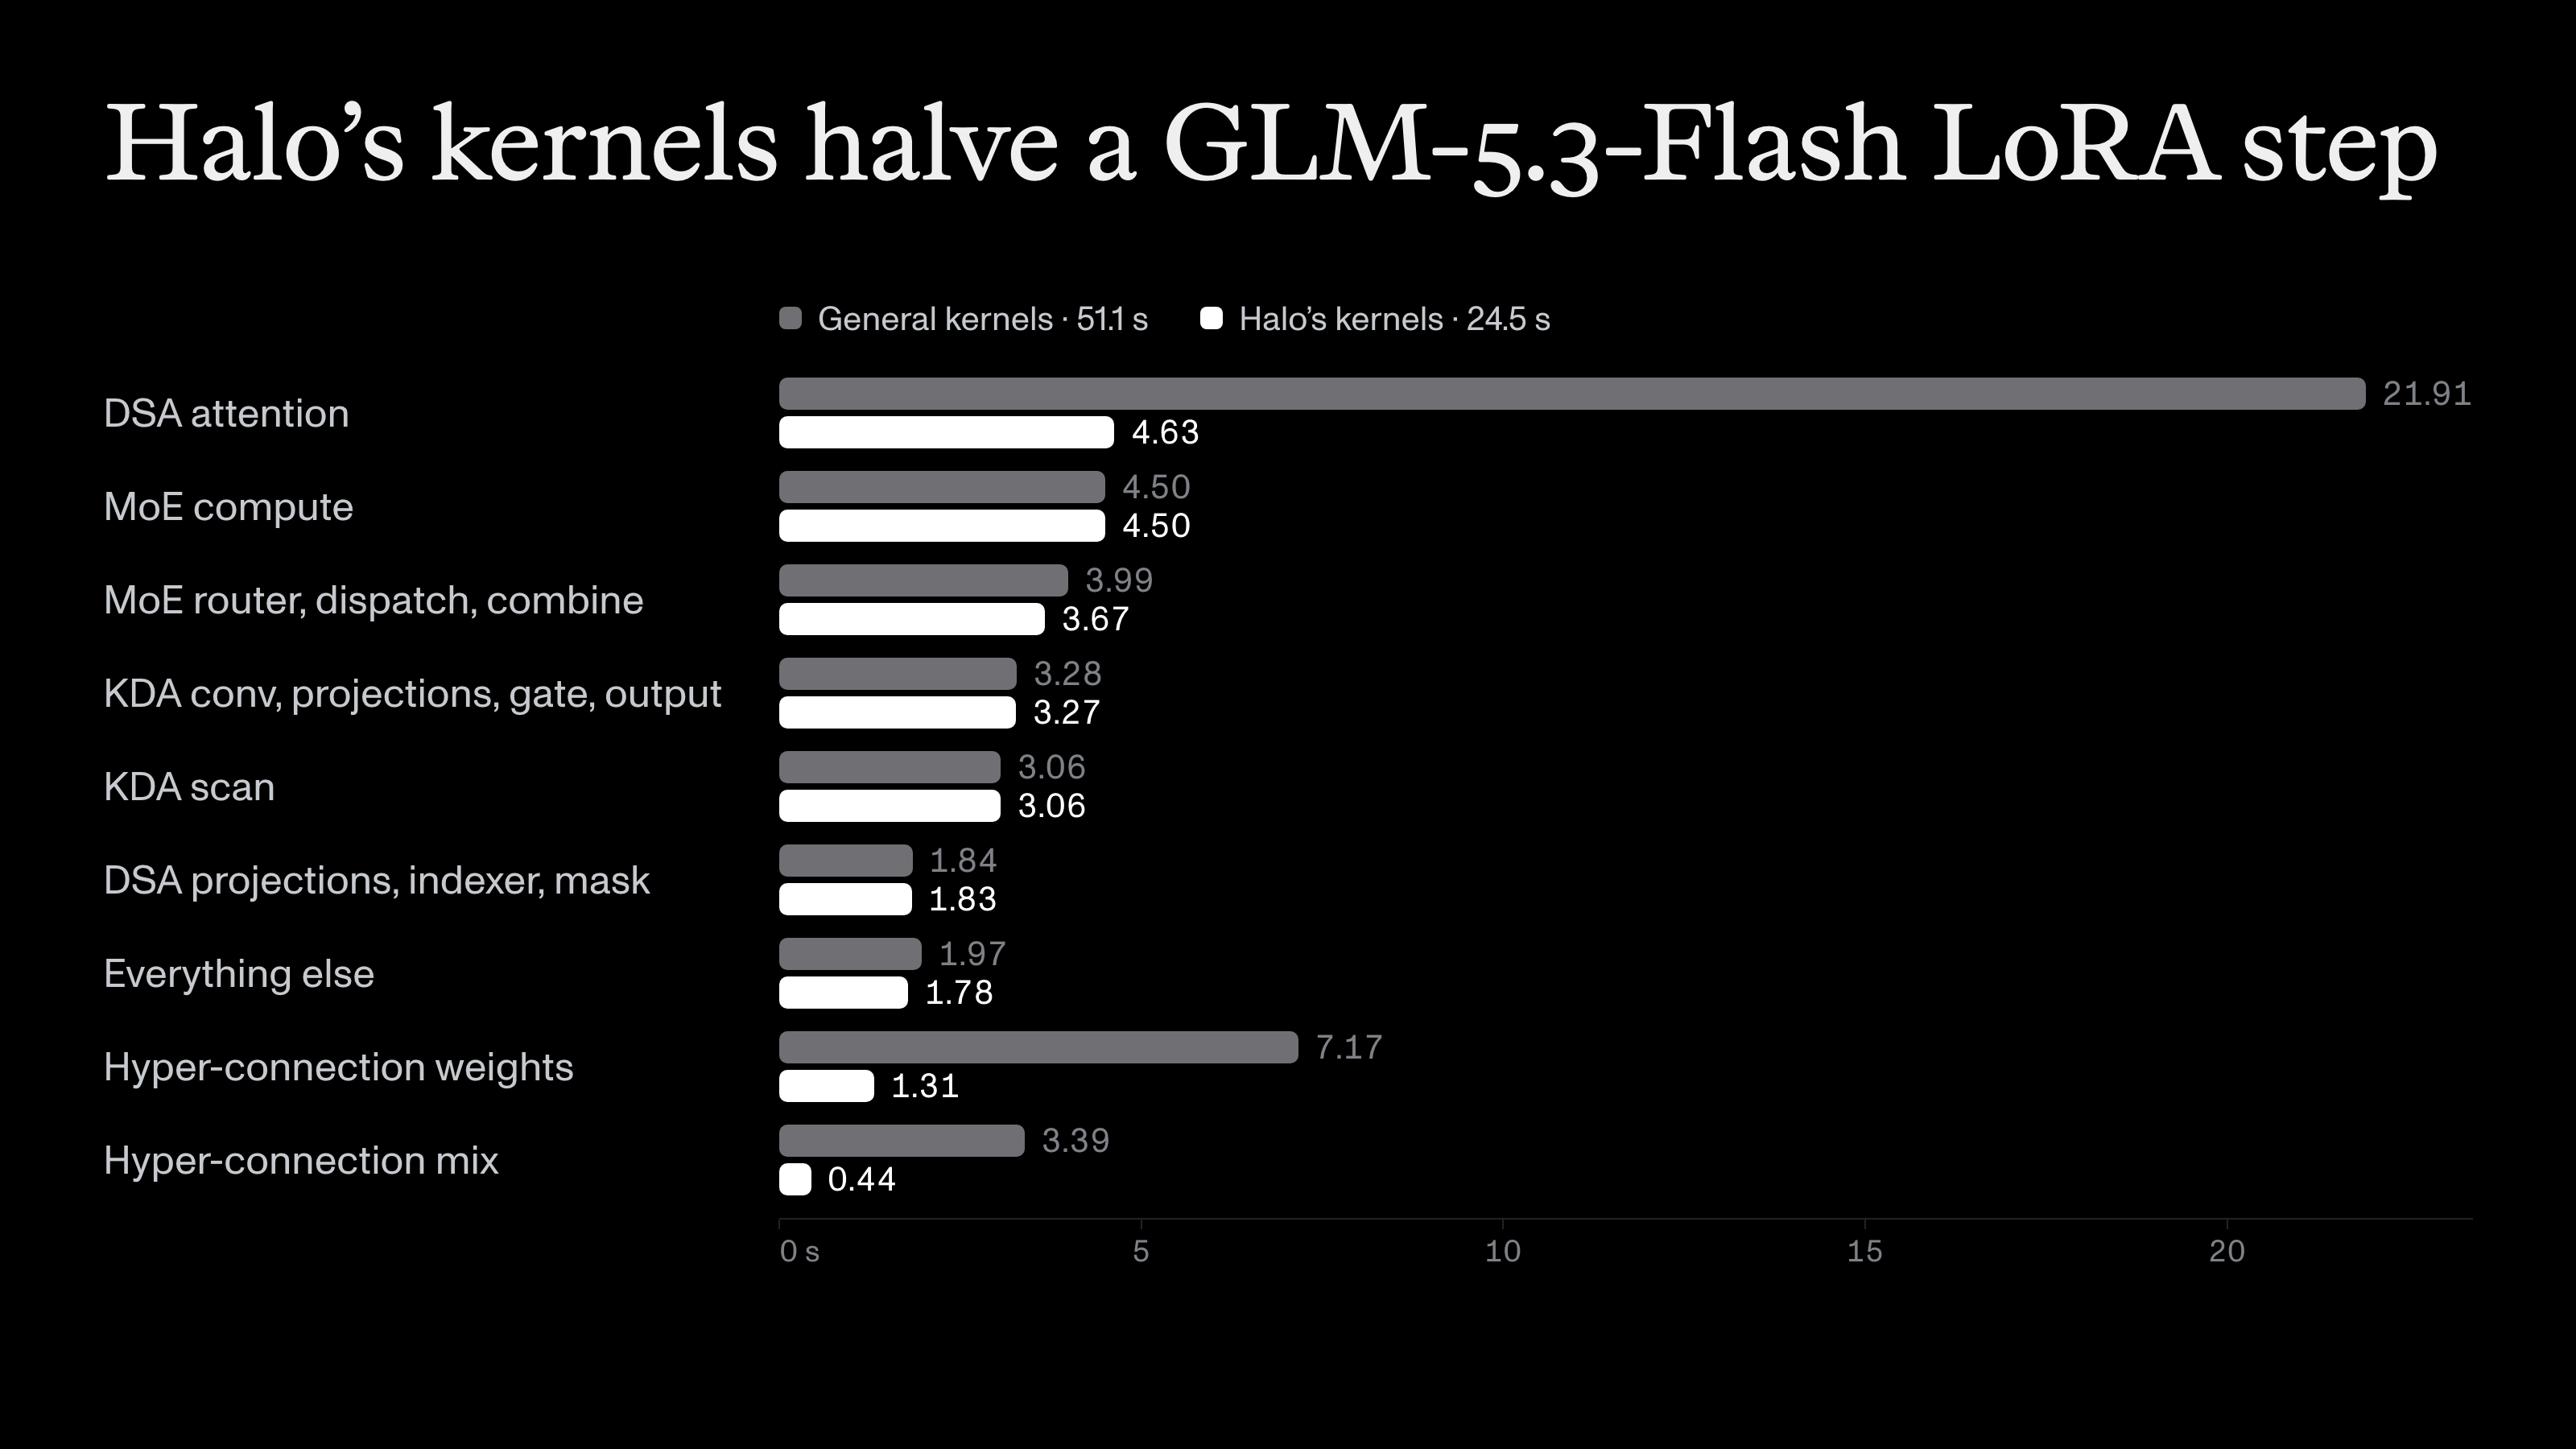 Halo’s kernels halve a GLM-5.3-Flash LoRA step
General kernels · 51.1 s
Halo’s kernels · 24.5 s
DSA attention
21.91
4.63
MoE compute
4.50
4.50
MoE router, dispatch, combine
3.99
3.67
KDA conv, projections, gate, output
3.28
3.27
KDA scan
3.06
3.06
DSA projections, indexer, mask
1.84
1.83
Everything else
1.97
1.78
Hyper-connection weights
7.17
1.31
Hyper-connection mix
3.39
0.44
0 s
5
10
15
20